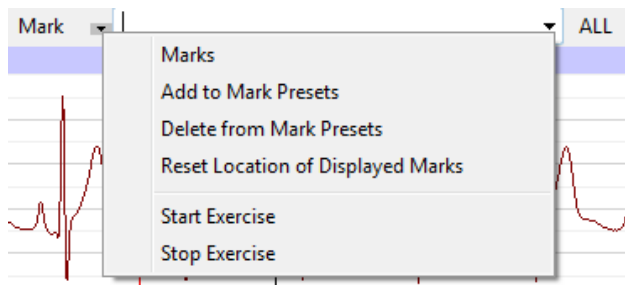 Mark ALL
Marks
Add to Mark Presets
Delete from Mark Presets
Reset Location of Displayed Marks
Start Exercise
Stop Exercise